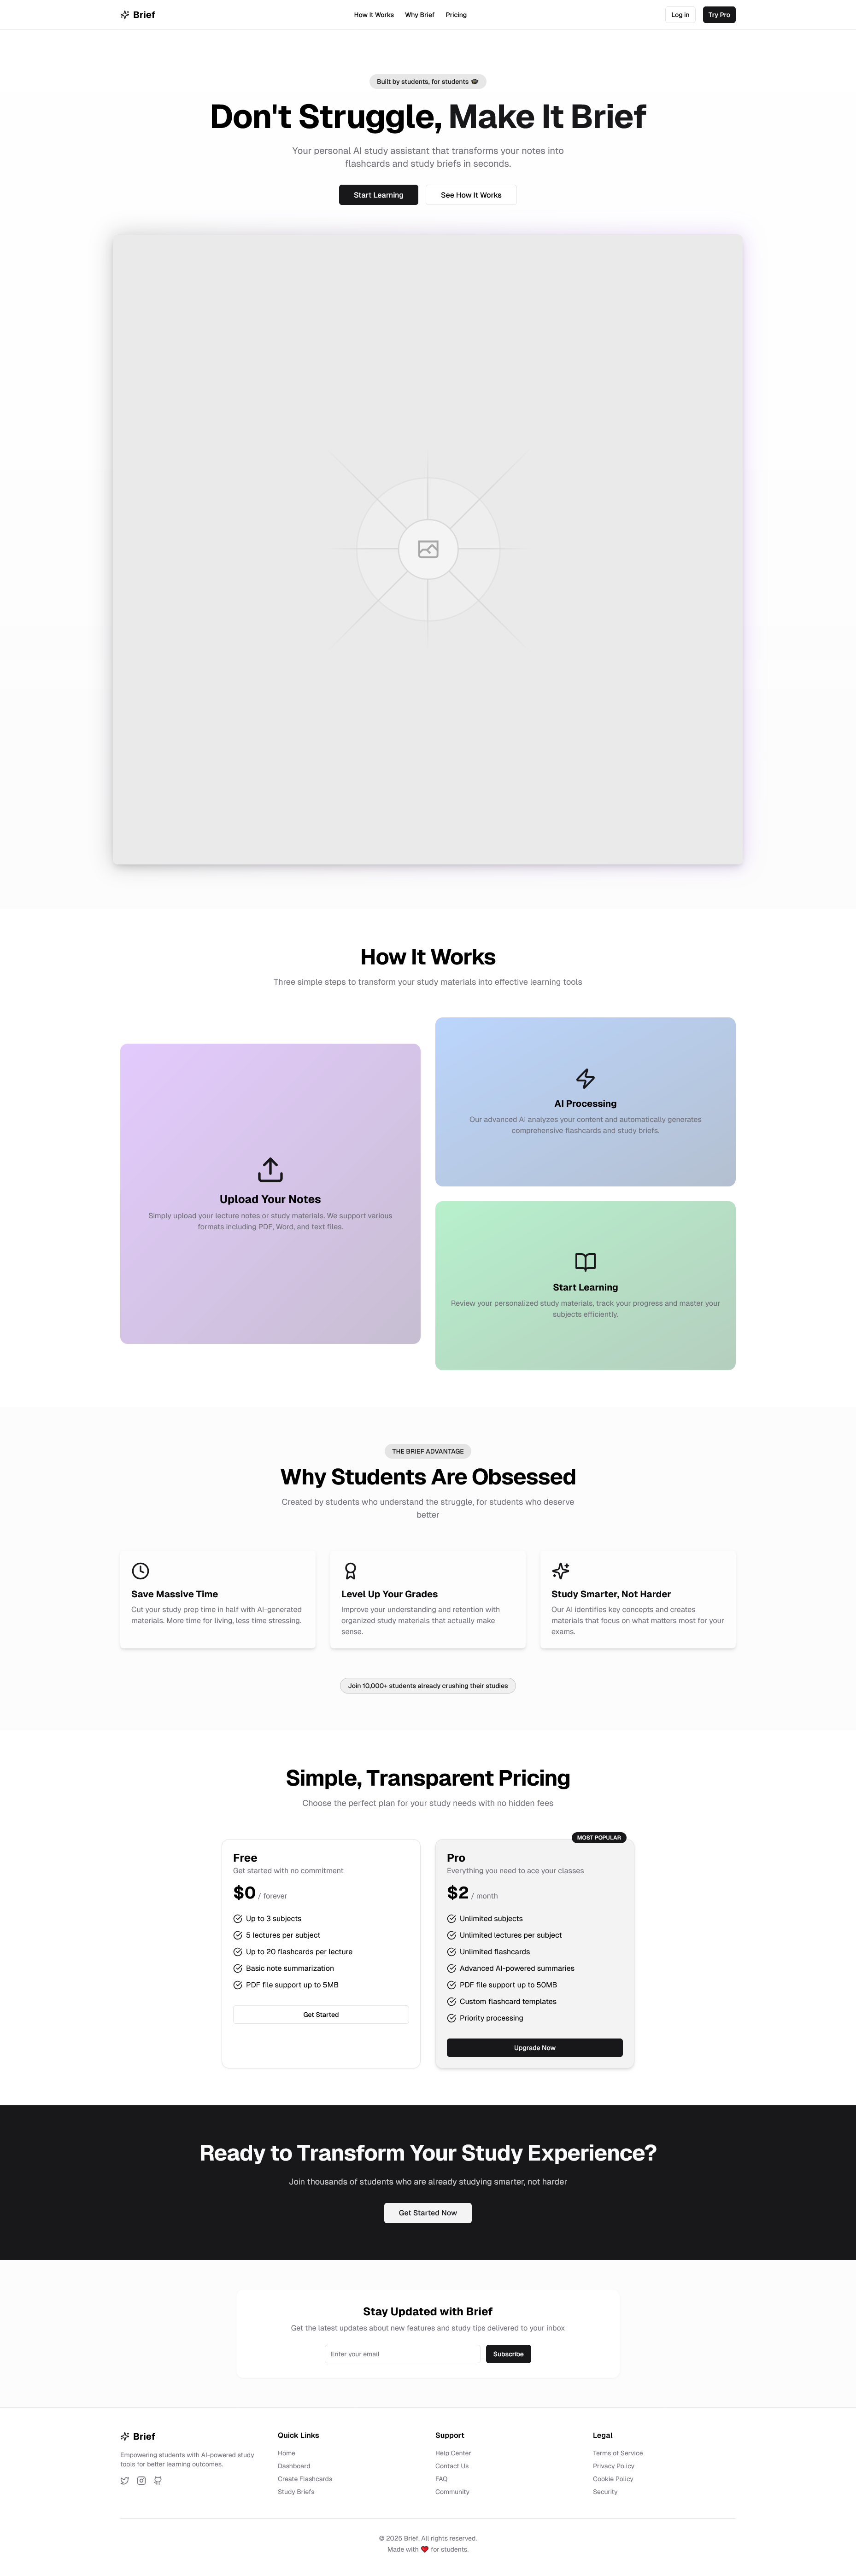 Brief
How It Works
Why Brief
Pricing
Log in
Try Pro
Built by students, for students 🎓
Don't Struggle, Make It Brief
Your personal AI study assistant that transforms your notes into
flashcards and study briefs in seconds.
Start Learning
See How It Works
How It Works
Three simple steps to transform your study materials into effective learning tools
Upload Your Notes
Simply upload your lecture notes or study materials. We support various
formats including PDF, Word, and text files.
AI Processing
Our advanced AI analyzes your content and automatically generates
comprehensive flashcards and study briefs.
Start Learning
Review your personalized study materials, track your progress and master your
subjects efficiently.
THE BRIEF ADVANTAGE
Why Students Are Obsessed
Created by students who understand the struggle, for students who deserve
better
Save Massive Time
Cut your study prep time in half with AI-generated
materials. More time for living, less time stressing.
Level Up Your Grades
Improve your understanding and retention with
organized study materials that actually make
sense.
Study Smarter, Not Harder
Our AI identifies key concepts and creates
materials that focus on what matters most for your
exams.
Join 10,000+ students already crushing their studies
Simple, Transparent Pricing
Choose the perfect plan for your study needs with no hidden fees
Free
Get started with no commitment
$0 / forever
Up to 3 subjects
5 lectures per subject
Up to 20 flashcards per lecture
Basic note summarization
PDF file support up to 5MB
Get Started
MOST POPULAR
Pro
Everything you need to ace your classes
$2 / month
Unlimited subjects
Unlimited lectures per subject
Unlimited flashcards
Advanced AI-powered summaries
PDF file support up to 50MB
Custom flashcard templates
Priority processing
Upgrade Now
Ready to Transform Your Study Experience?
Join thousands of students who are already studying smarter, not harder
Get Started Now
Stay Updated with Brief
Get the latest updates about new features and study tips delivered to your inbox
Enter your email
Subscribe
Brief
Empowering students with AI-powered study
tools for better learning outcomes.
Quick Links
Home
Dashboard
Create Flashcards
Study Briefs
Support
Help Center
Contact Us
FAQ
Community
Legal
Terms of Service
Privacy Policy
Cookie Policy
Security
© 2025 Brief. All rights reserved.
Made with ❤️ for students.